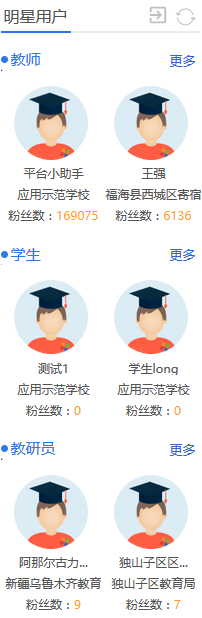 明星用户
教师
更多
平台小助手
应用示范学校
粉丝数：169075
王强
福海县西城区寄宿
粉丝数：6136
学生
更多
测试1
应用示范学校
粉丝数：0
学生long
应用示范学校
粉丝数：0
教研员
更多
阿那尔古力...
新疆乌鲁木齐教育
粉丝数：9
独山子区区...
独山子区教育局
粉丝数：7